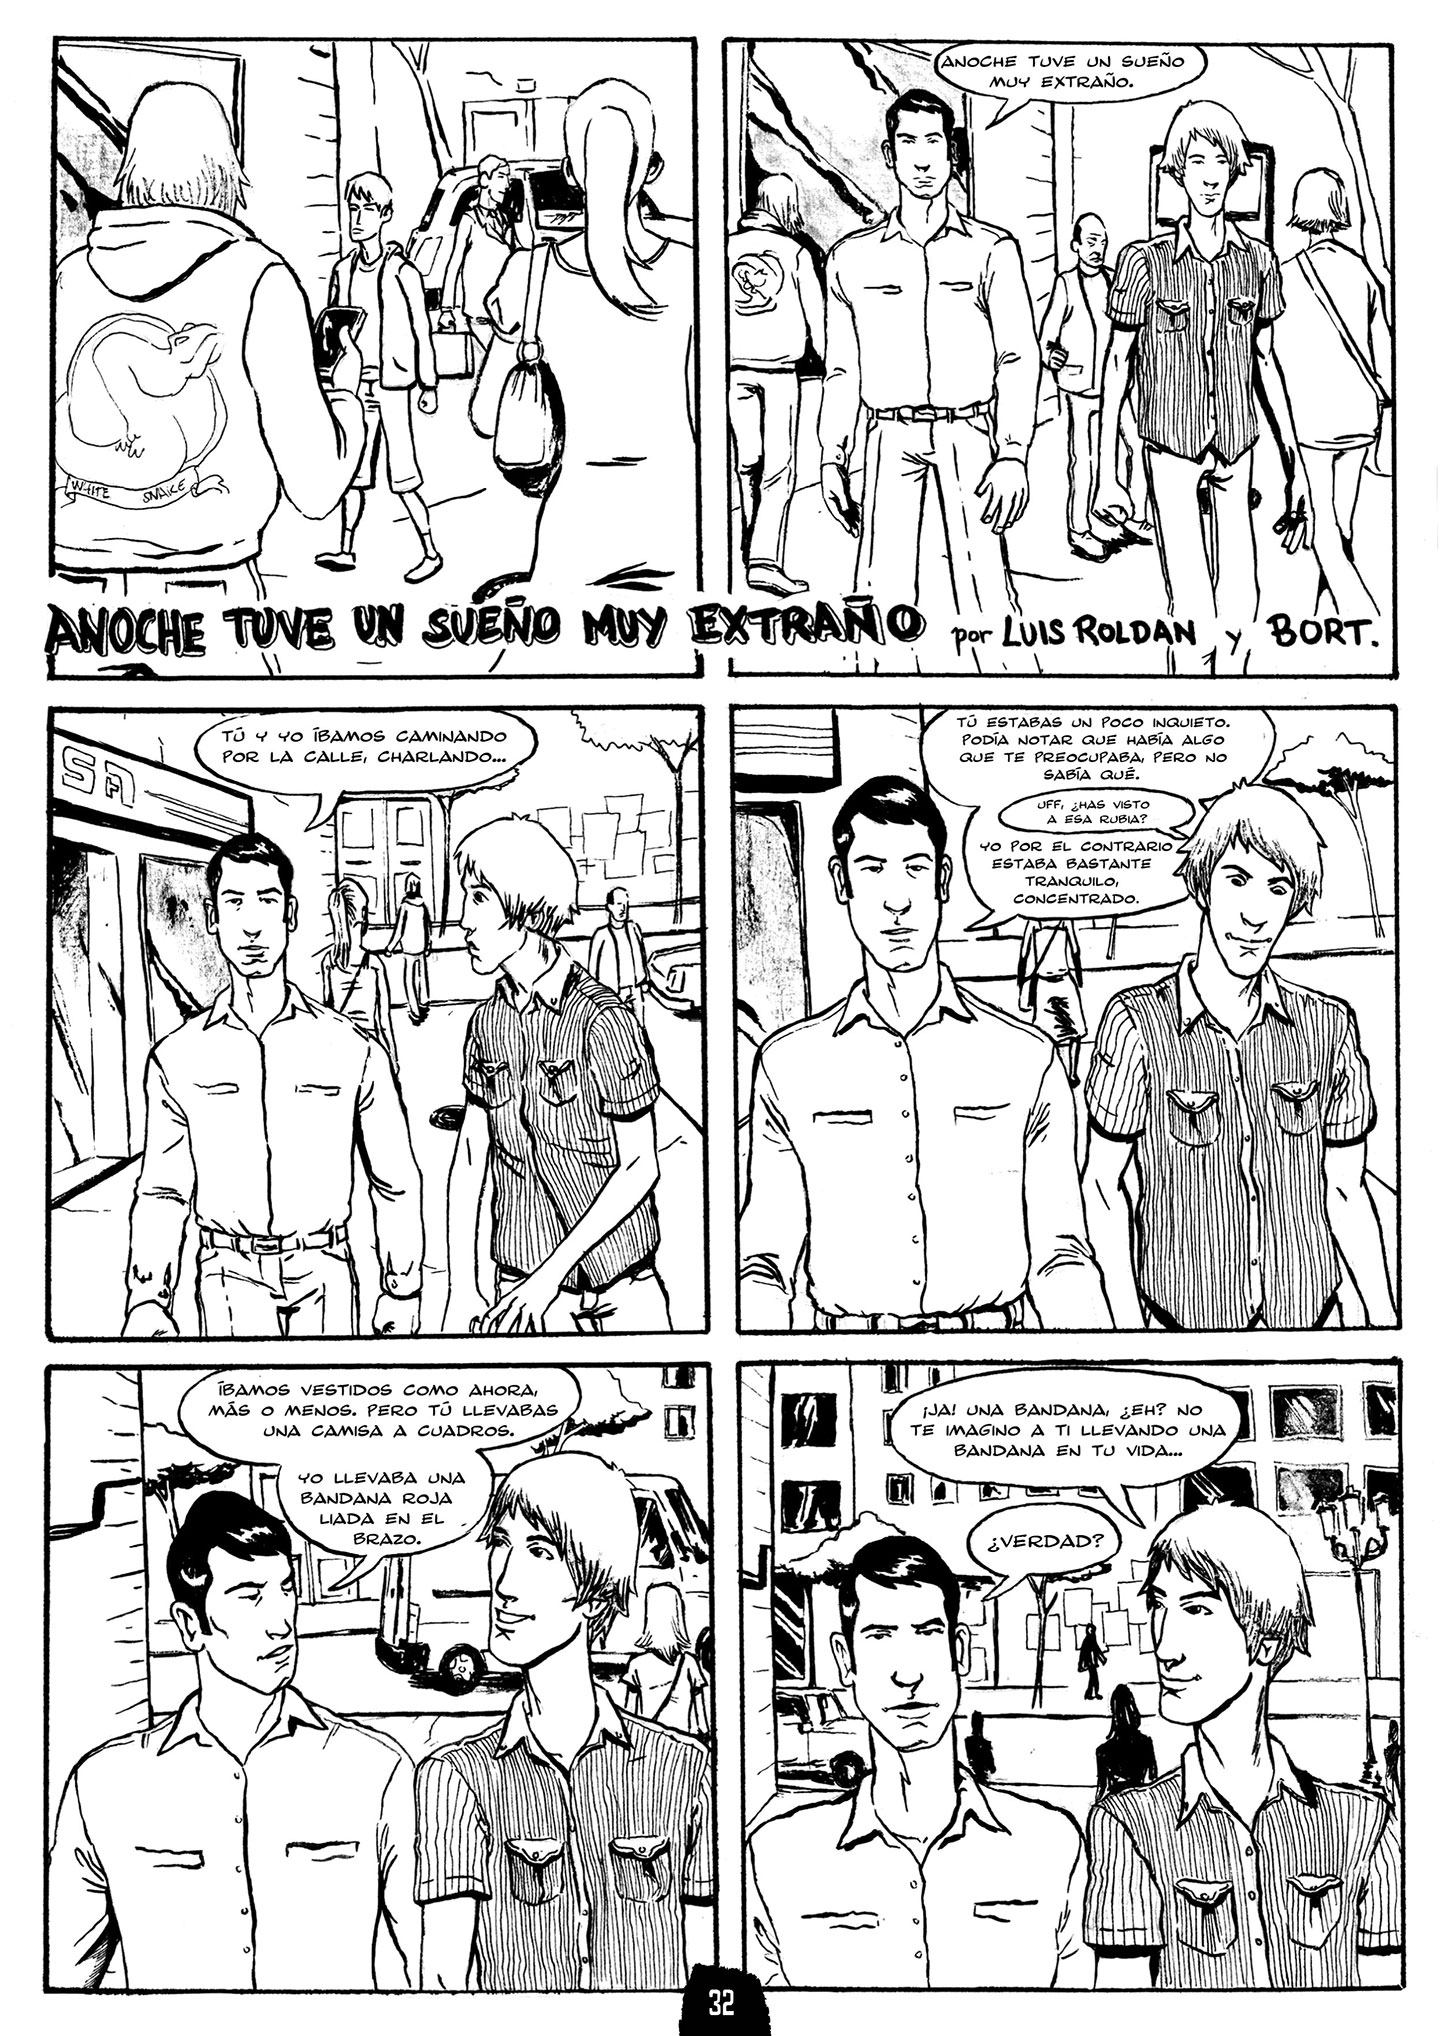 WHITE SNAKE
ANOCHE TUVE UN SUEÑO
MUY EXTRAÑO.
ANOCHE TUVE UN SUEÑO MUY EXTRAÑO por LUIS ROLDAN y BORT.
TÚ Y YO ÍBAMOS CAMINANDO
POR LA CALLE, CHARLANDO...
TÚ ESTABAS UN POCO INQUIETO.
PODÍA NOTAR QUE HABÍA ALGO
QUE TE PREOCUPABA, PERO NO
SABÍA QUÉ.
UFF, ¿HAS VISTO
A ESA RUBIA?
YO POR EL CONTRARIO
ESTABA BASTANTE
TRANQUILO,
CONCENTRADO.
ÍBAMOS VESTIDOS COMO AHORA,
MÁS O MENOS. PERO TÚ LLEVABAS
UNA CAMISA A CUADROS.
YO LLEVABA UNA
BANDANA ROJA
LIADA EN EL
BRAZO.
¡JA! UNA BANDANA, ¿EH? NO
TE IMAGINO A TI LLEVANDO UNA
BANDANA EN TU VIDA...
¿VERDAD?
32